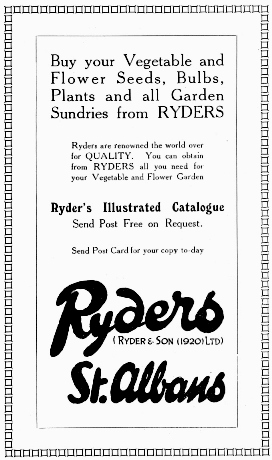 Buy your Vegetable and
Flower Seeds, Bulbs,
Plants and all Garden
Sundries from RYDERS
Ryders are renowned the world over
for QUALITY. You can obtain
from RYDERS all you need for
your Vegetable and Flower Garden
Ryder's Illustrated Catalogue
Send Post Free on Request.
Send Post Card for your copy to-day
Ryders
(RYDER & SON (1920) LTD)
St. Albans